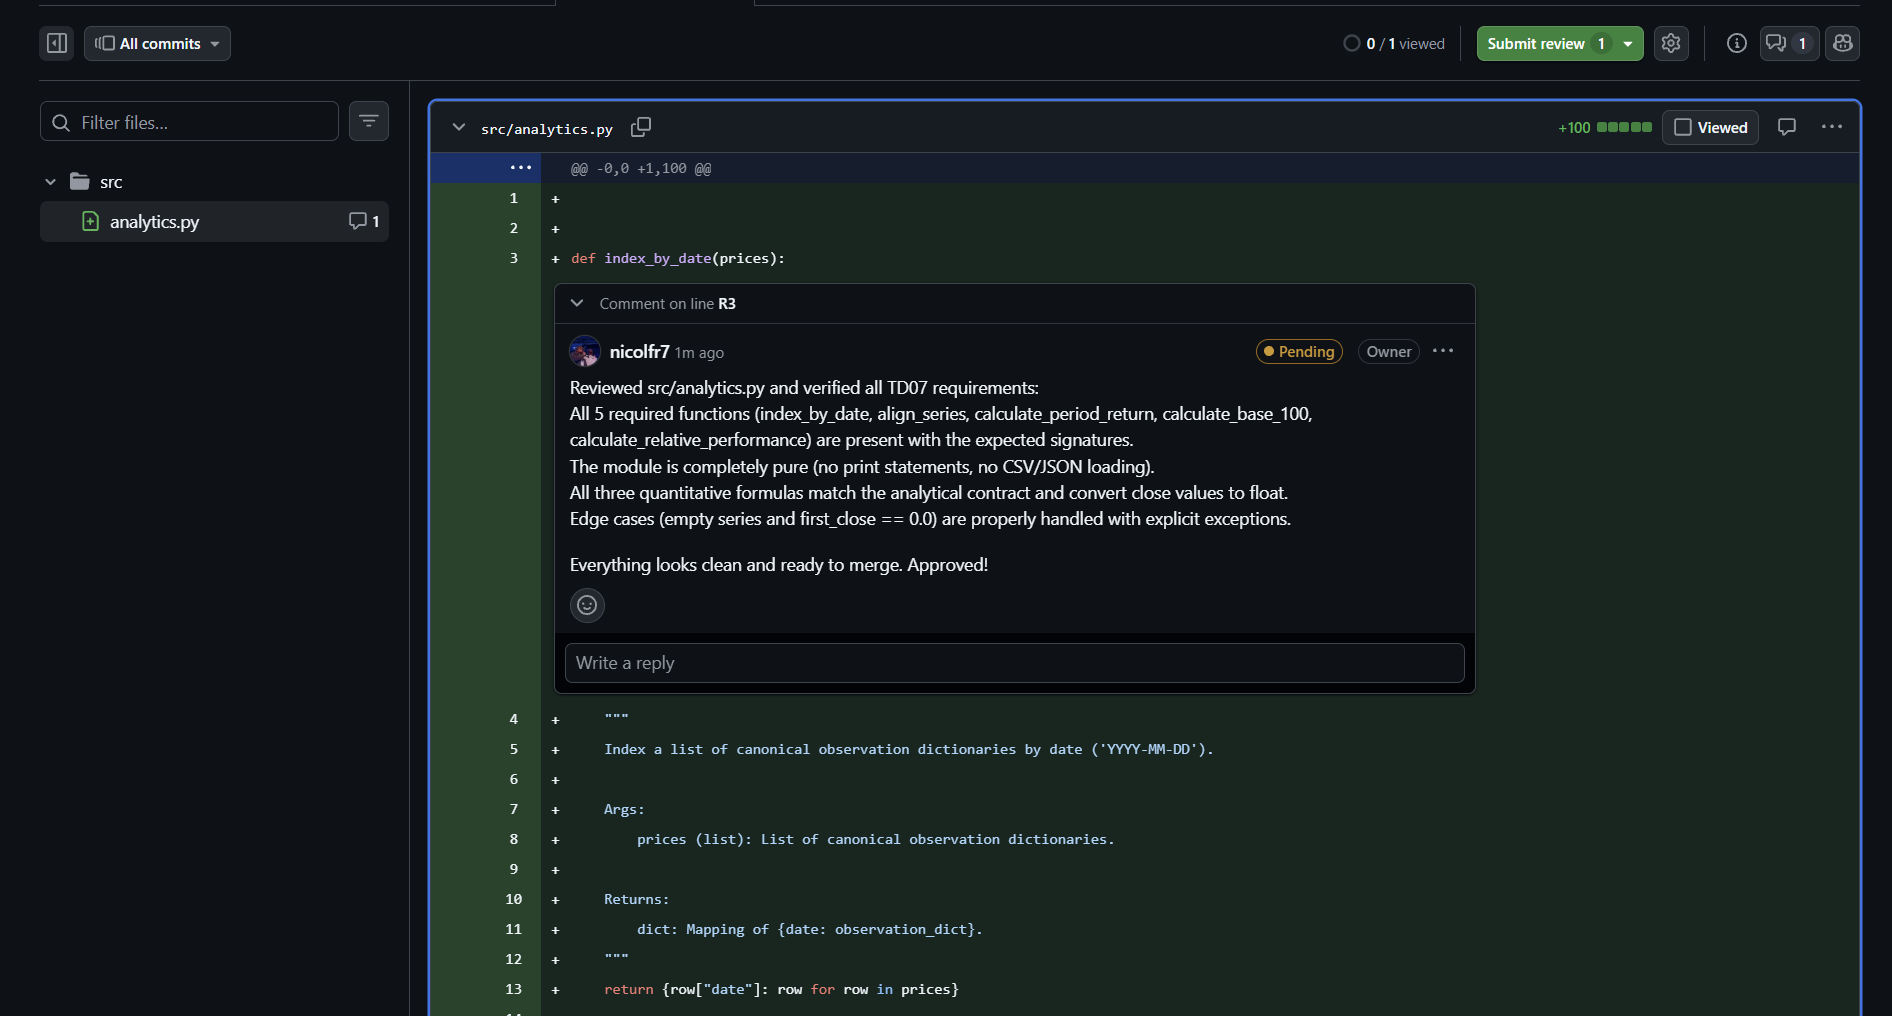 All commits
0 / 1 viewed
Submit review 1
1
Filter files...
src
analytics.py
1
src/analytics.py
+100
Viewed
@@ -0,0 +1,100 @@
1 +
2 +
3 + def index_by_date(prices):
Comment on line R3
nicolfr7 1m ago
Pending
Owner
Reviewed src/analytics.py and verified all TD07 requirements:
All 5 required functions (index_by_date, align_series, calculate_period_return, calculate_base_100,
calculate_relative_performance) are present with the expected signatures.
The module is completely pure (no print statements, no CSV/JSON loading).
All three quantitative formulas match the analytical contract and convert close values to float.
Edge cases (empty series and first_close == 0.0) are properly handled with explicit exceptions.
Everything looks clean and ready to merge. Approved!
Write a reply
4 + """
5 + Index a list of canonical observation dictionaries by date ('YYYY-MM-DD').
6 +
7 + Args:
8 + prices (list): List of canonical observation dictionaries.
9 +
10 + Returns:
11 + dict: Mapping of {date: observation_dict}.
12 + """
13 + return {row["date"]: row for row in prices}